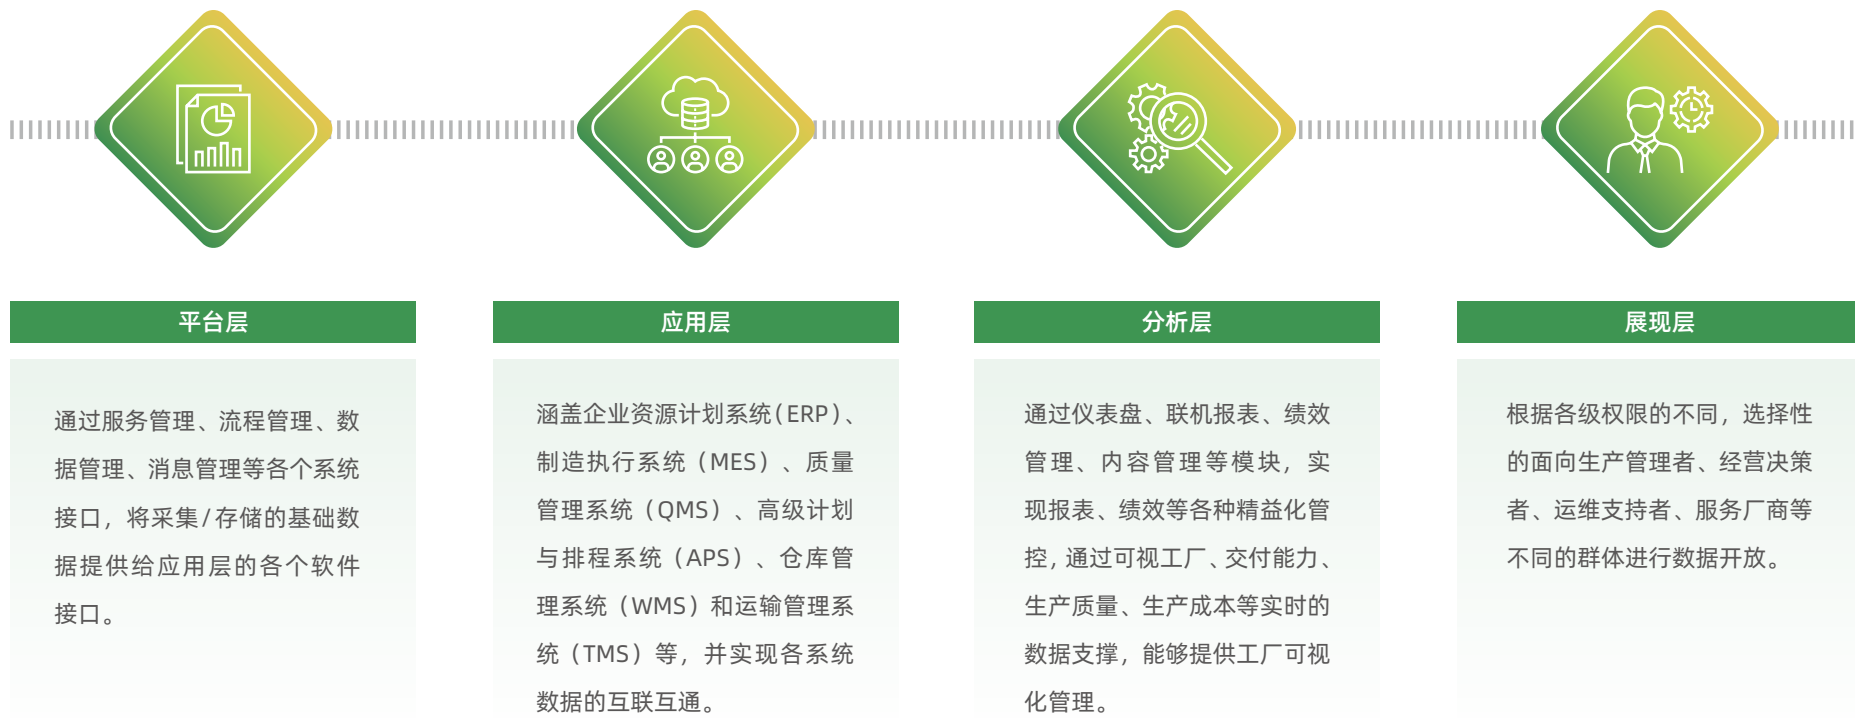 平台层
通过服务管理、流程管理、数
据管理、消息管理等各个系统
接口，将采集/存储的基础数
据提供给应用层的各个软件
接口。
应用层
涵盖企业资源计划系统(ERP)、
制造执行系统（MES）、质量
管理系统（QMS）、高级计划
与排程系统（APS）、仓库管
理系统（WMS）和运输管理系
统（TMS）等，并实现各系统
数据的互联互通。
分析层
通过仪表盘、联机报表、绩效
管理、内容管理等模块，实
现报表、绩效等各种精益化管
控，通过可视工厂、交付能力、
生产质量、生产成本等实时的
数据支撑，能够提供工厂可视
化管理。
展现层
根据各级权限的不同，选择性
的面向生产管理者、经营决策
者、运维支持者、服务厂商等
不同的群体进行数据开放。